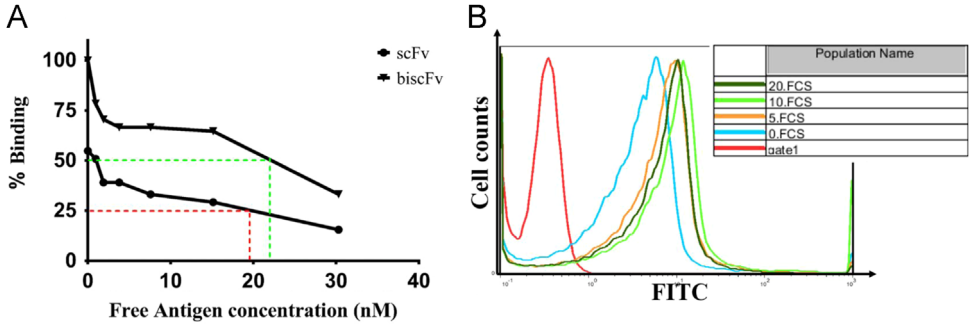 A
100
75
50
25
0
% Binding
0 10 20 30 40
Free Antigen concentration (nM)
scFv
biscFv
B
Cell counts
FITC
Population Name
20.FCS
10.FCS
5.FCS
0.FCS
gate1